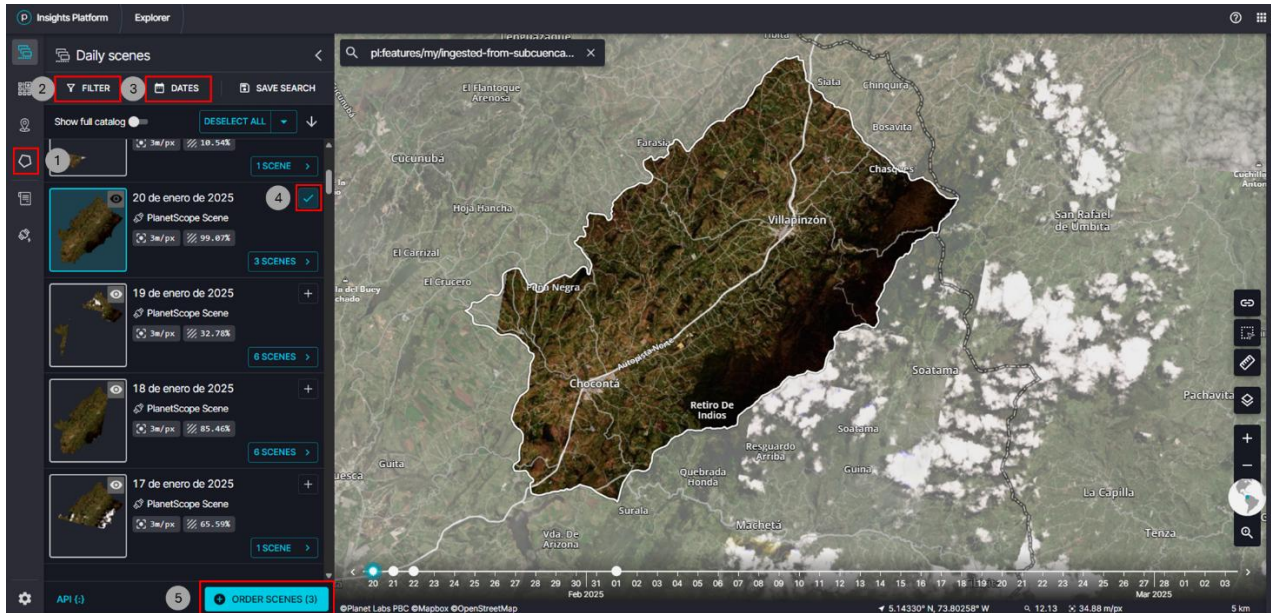 Insights Platform
Explorer
Daily scenes
2
FILTER
3
DATES
SAVE SEARCH
Show full catalog
DESELECT ALL
1
3m/px
10.54%
1 SCENE
20 de enero de 2025
PlanetScope Scene
3m/px
99.07%
4
3 SCENES
19 de enero de 2025
PlanetScope Scene
3m/px
32.78%
6 SCENES
18 de enero de 2025
PlanetScope Scene
3m/px
85.46%
6 SCENES
17 de enero de 2025
PlanetScope Scene
3m/px
65.59%
1 SCENE
API {:}
5
ORDER SCENES (3)
pl:features/my/ingested-from-subcuenca...
Lenguazaque
Tibita
El Flantoque
Arenosa
Siata
Chinquira
Bosavita
Farasía
Cucunubá
Chasques
Hoja Hancha
Villapinzón
San Rafael
de Umbita
El Carrizal
El Crucero
Peña Negra
Autopista Norte
Chocontá
Soatama
Pachavita
Retiro De
Indios
Soatama
Resguardo
Arriba
Guita
Quebrada
Honda
Guina
La Capilla
Surala
Vda. De
Arizona
Machetá
Tenza
20 21 22 23 24 25 26 27 28 29 30 31 01 02 03 04 05 06 07 08 09 10 11 12 13 14 15 16 17 18 19 20 21 22 23 24 25 26 27 28 01 02 03
Feb 2025
Mar 2025
©Planet Labs PBC ©Mapbox ©OpenStreetMap
5.14330° N, 73.80258° W
12.13
34.88 m/px
5 km